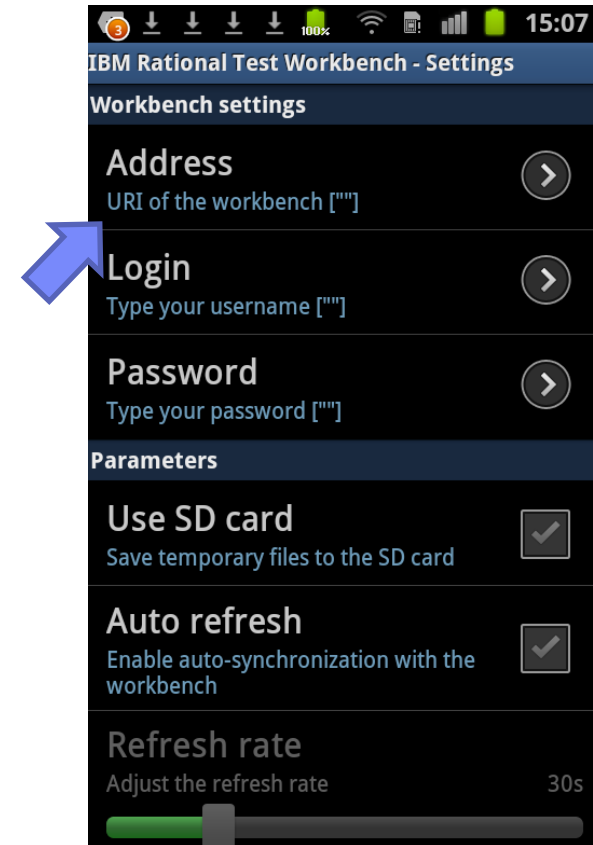 3
100%
15:07
IBM Rational Test Workbench - Settings
Workbench settings
Address
URI of the workbench [""]
Login
Type your username [""]
Password
Type your password [""]
Parameters
Use SD card
Save temporary files to the SD card
Auto refresh
Enable auto-synchronization with the
workbench
Refresh rate
Adjust the refresh rate 30s